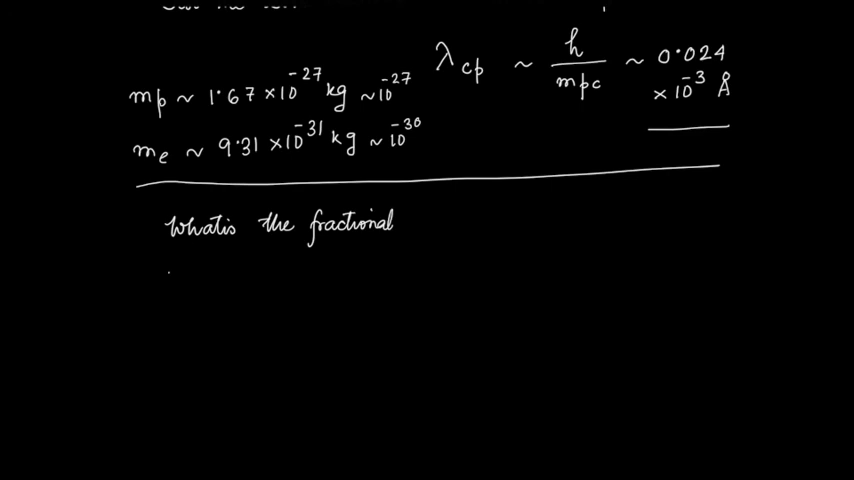 λcp ~ h/mpc ~ 0.024 × 10⁻³ Å
mp ~ 1.67 × 10⁻²⁷ kg ~ 10⁻²⁷
me ~ 9.31 × 10⁻³¹ kg ~ 10⁻³⁰
What is the fractional